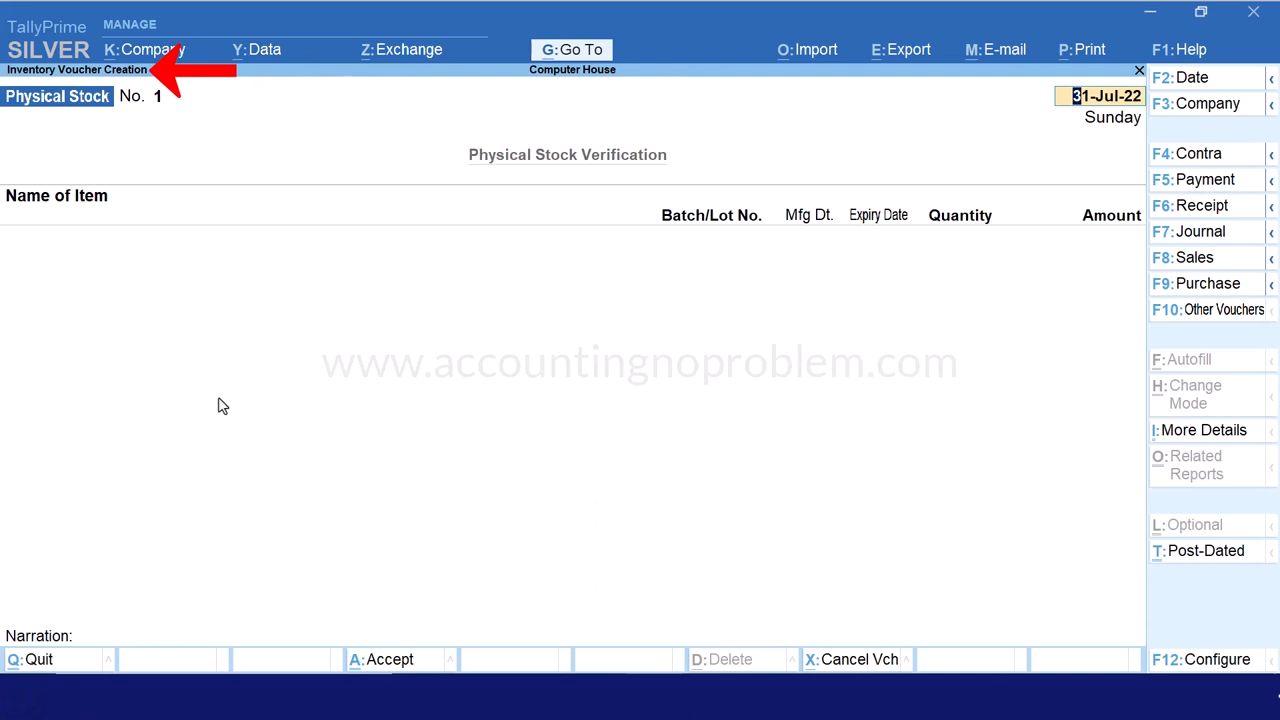 TallyPrime MANAGE
SILVER K:Company Y:Data Z:Exchange G:Go To O:Import E:Export M:E-mail P:Print F1:Help
Inventory Voucher Creation Computer House
Physical Stock No. 1 31-Jul-22
Sunday
Physical Stock Verification
Name of Item
Batch/Lot No. Mfg Dt. Expiry Date Quantity Amount
www.accountingnoproblem.com
Narration:
Q:Quit A:Accept D:Delete X:Cancel Vch
F2:Date
F3:Company
F4:Contra
F5:Payment
F6:Receipt
F7:Journal
F8:Sales
F9:Purchase
F10:Other Vouchers
F:Autofill
H:Change
Mode
I:More Details
O:Related
Reports
L:Optional
T:Post-Dated
F12:Configure